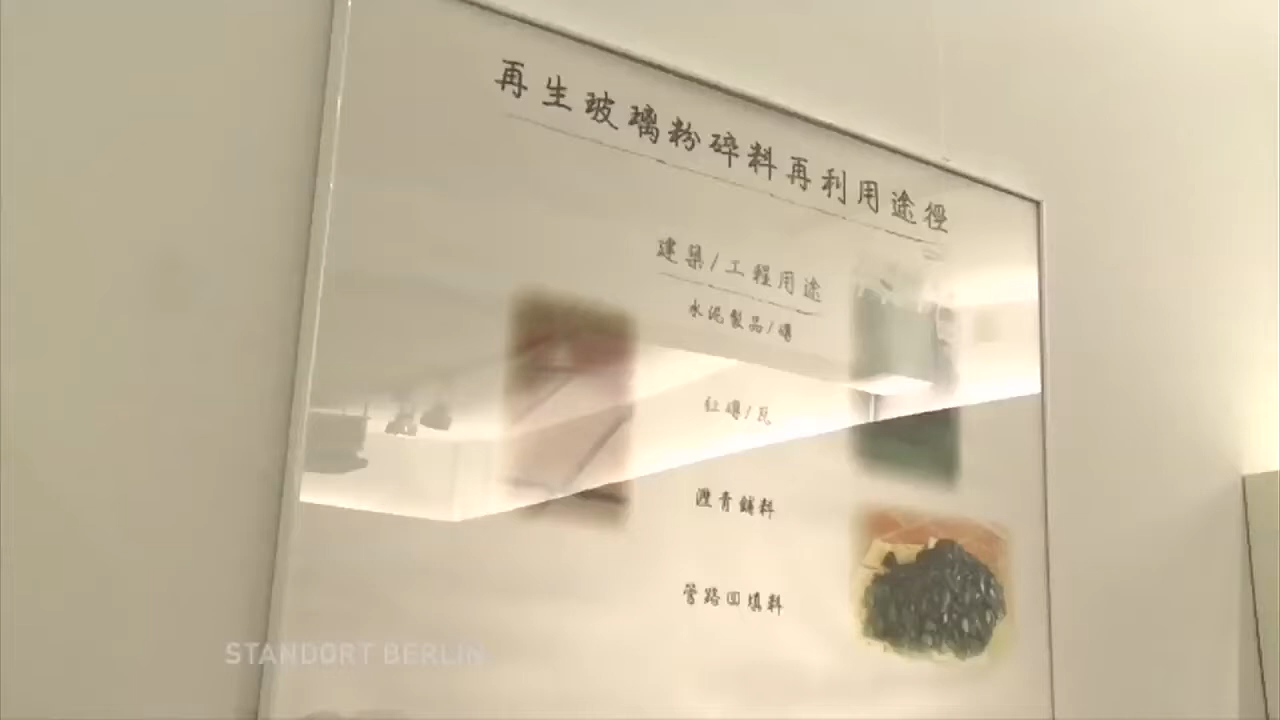 再生玻璃粉碎料再利用途徑
建築/工程用途
水泥製品/磚
紅磚/瓦
瀝青鋪料
管路回填料
STANDORT BERLIN